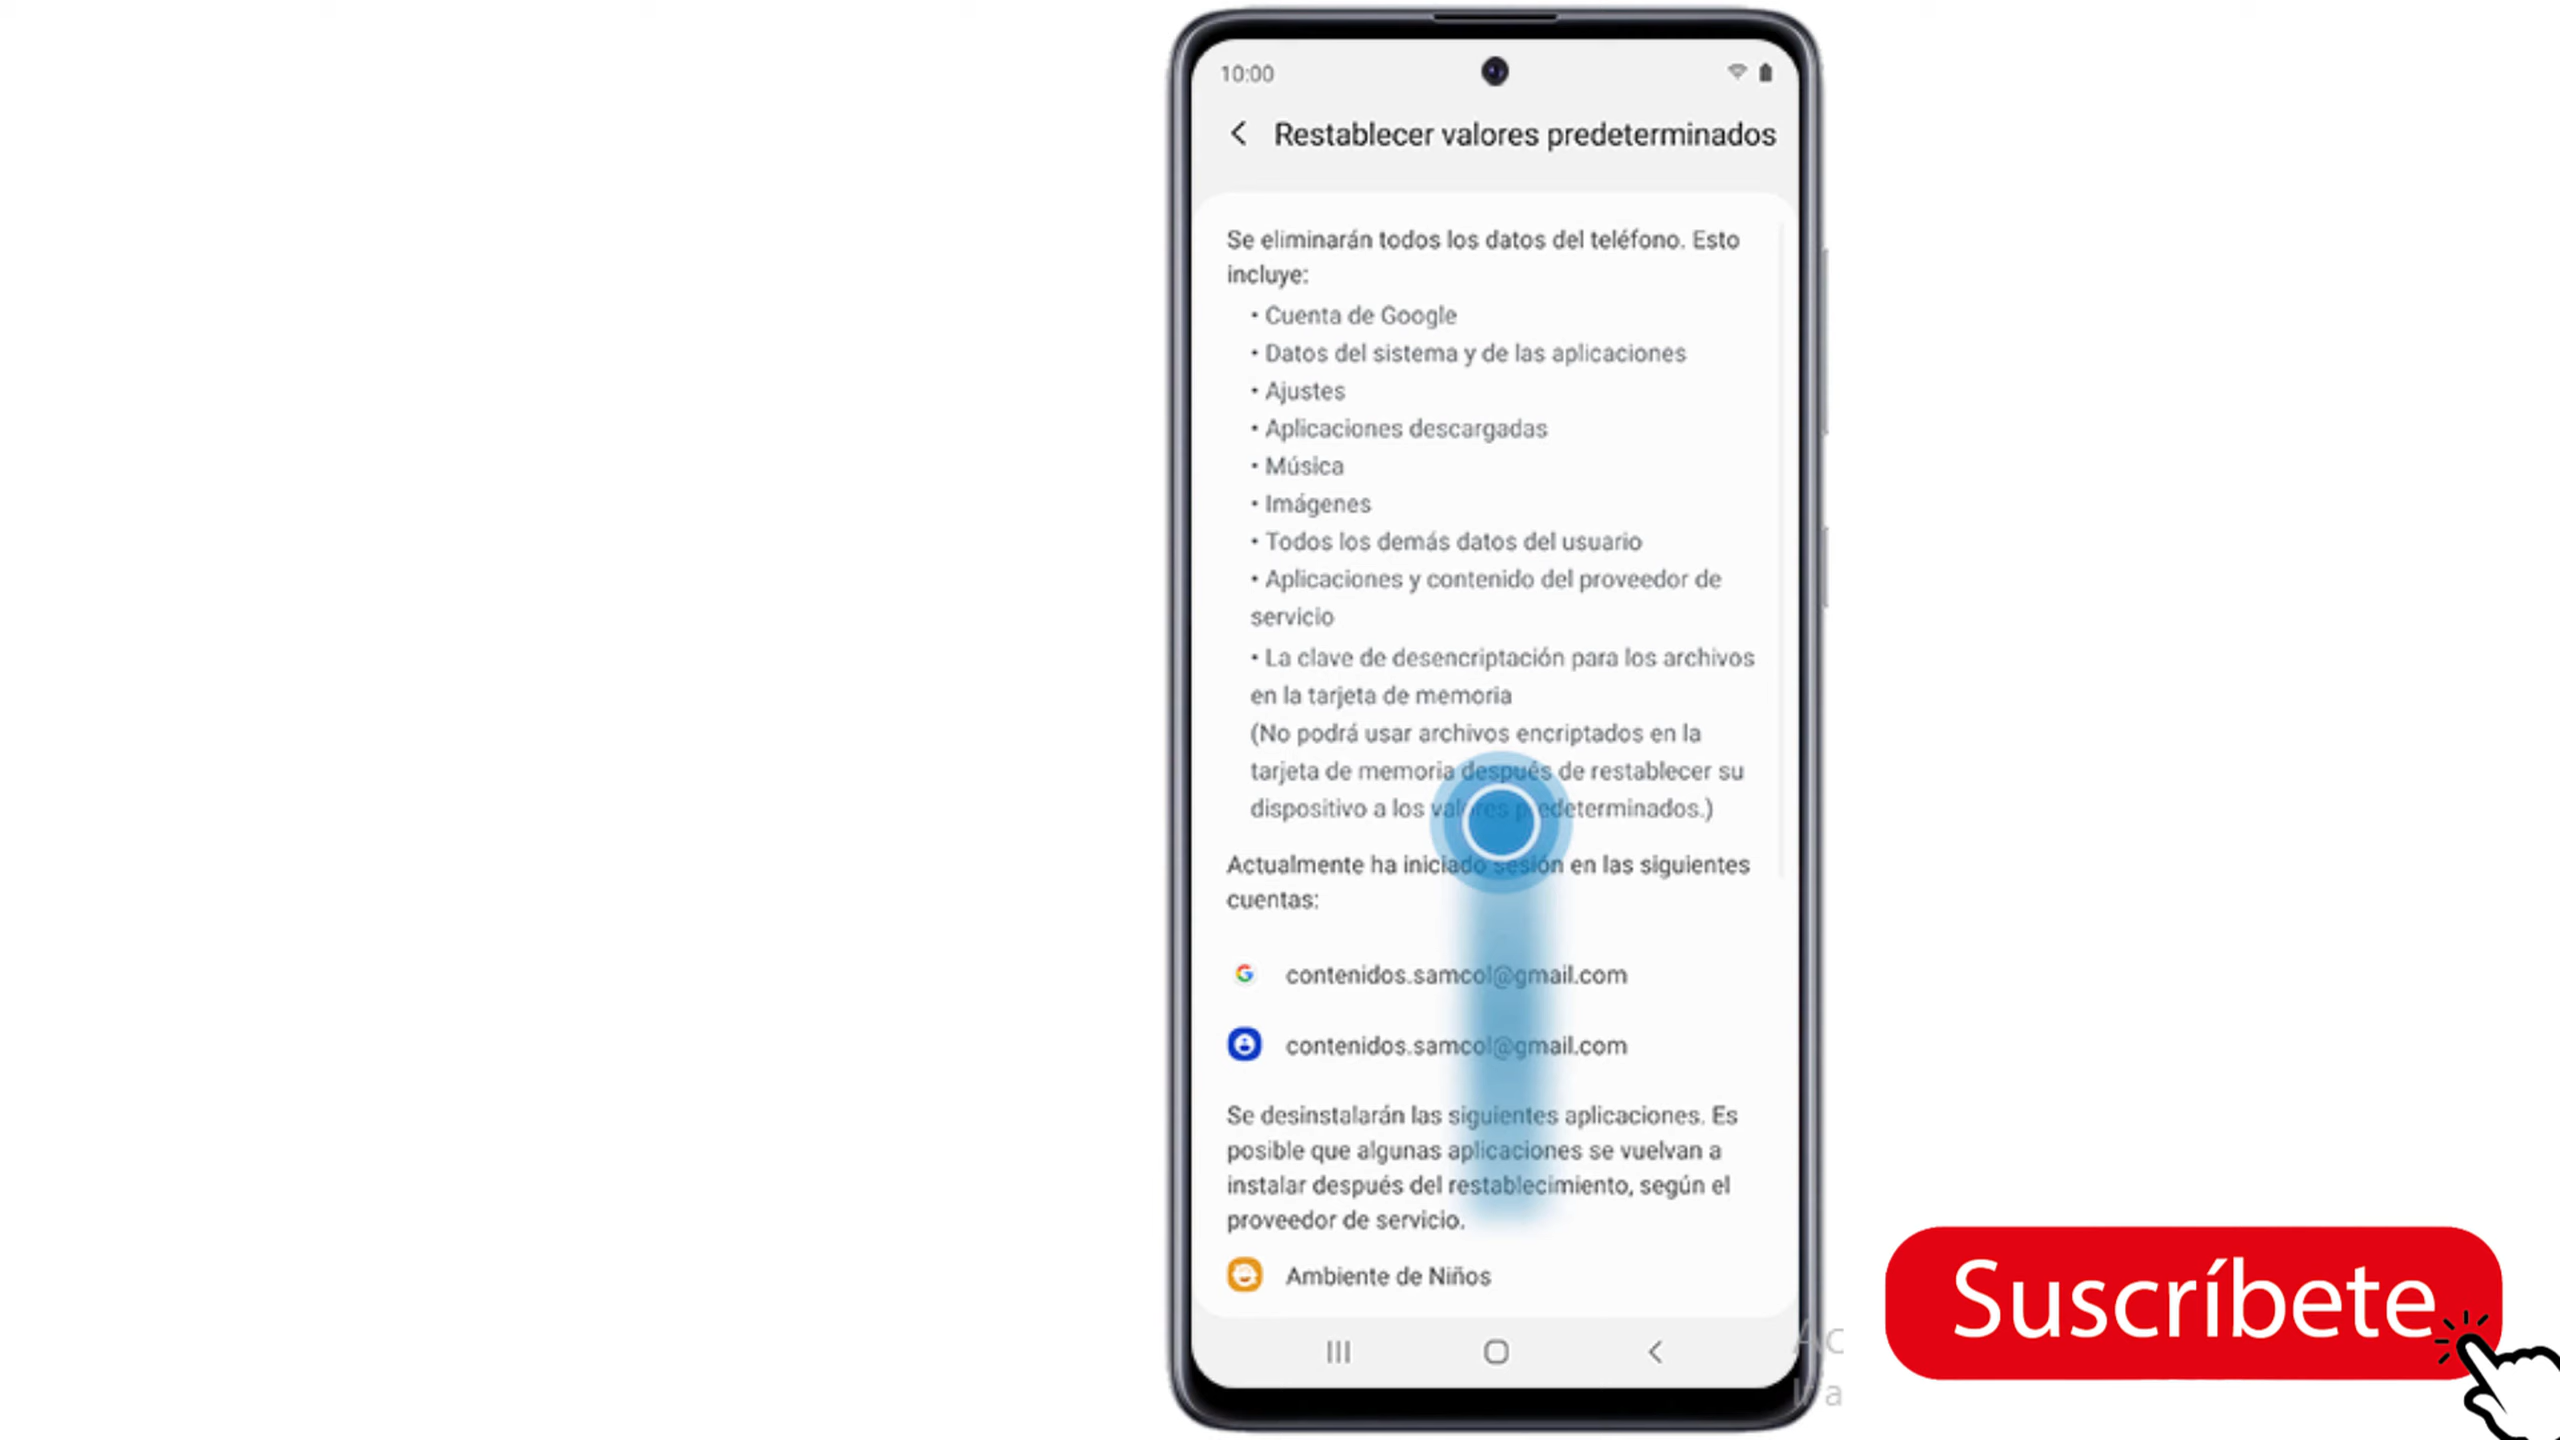 10:00
Restablecer valores predeterminados
Se eliminarán todos los datos del teléfono. Esto
incluye:
• Cuenta de Google
• Datos del sistema y de las aplicaciones
• Ajustes
• Aplicaciones descargadas
• Música
• Imágenes
• Todos los demás datos del usuario
• Aplicaciones y contenido del proveedor de
servicio
• La clave de desencriptación para los archivos
en la tarjeta de memoria
(No podrá usar archivos encriptados en la
tarjeta de memoria después de restablecer su
dispositivo a los valores predeterminados.)
Actualmente ha iniciado sesión en las siguientes
cuentas:
contenidos.samcol@gmail.com
contenidos.samcol@gmail.com
Se desinstalarán las siguientes aplicaciones. Es
posible que algunas aplicaciones se vuelvan a
instalar después del restablecimiento, según el
proveedor de servicio.
Ambiente de Niños
Suscríbete